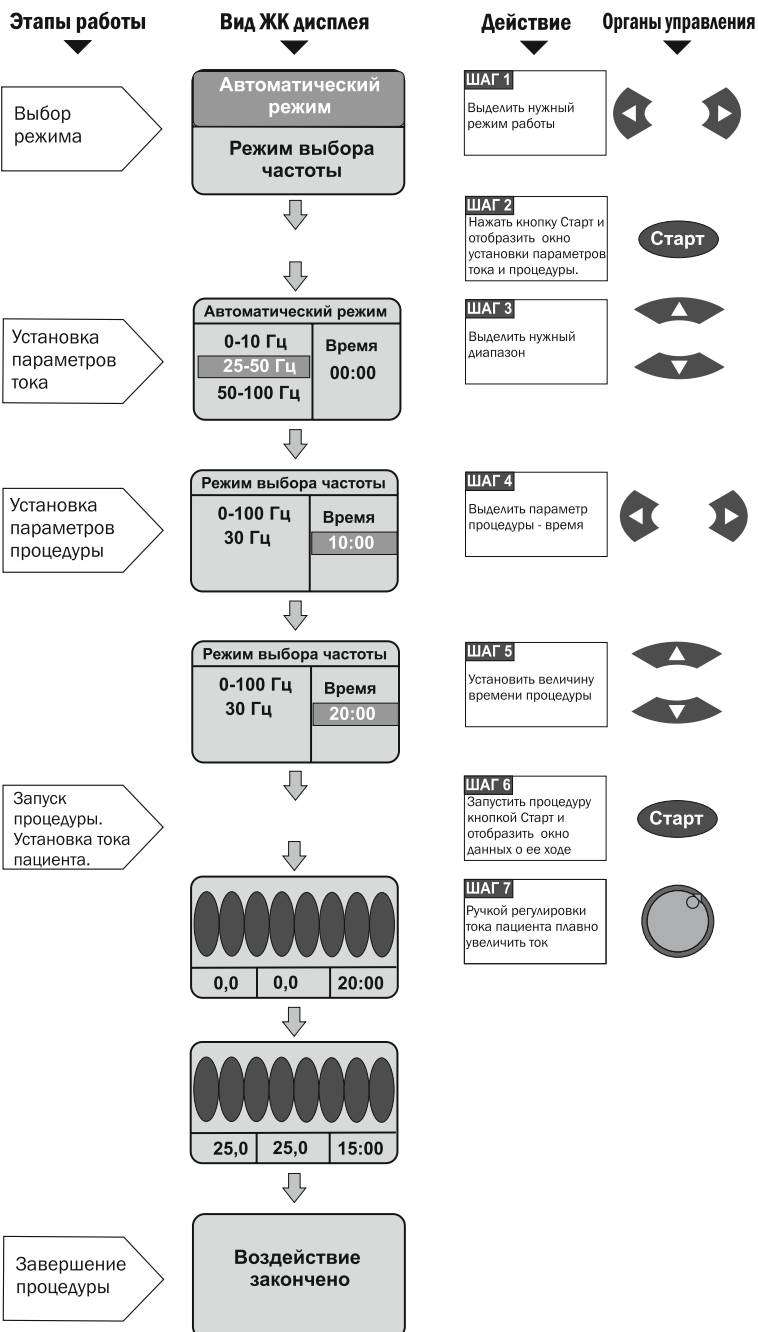 Этапы работы
Вид ЖК дисплея
Действие
Органы управления
Выбор
режима
Автоматический
режим
Режим выбора
частоты
ШАГ 1
Выделить нужный
режим работы
ШАГ 2
Нажать кнопку Старт и
отобразить окно
установки параметров
тока и процедуры.
Старт
Установка
параметров
тока
Автоматический режим
0-10 Гц
25-50 Гц
50-100 Гц
Время
00:00
ШАГ 3
Выделить нужный
диапазон
Установка
параметров
процедуры
Режим выбора частоты
0-100 Гц
30 Гц
Время
10:00
ШАГ 4
Выделить параметр
процедуры - время
Режим выбора частоты
0-100 Гц
30 Гц
Время
20:00
ШАГ 5
Установить величину
времени процедуры
Запуск
процедуры.
Установка тока
пациента.
ШАГ 6
Запустить процедуру
кнопкой Старт и
отобразить окно
данных о ее ходе
Старт
0,0 0,0 20:00
ШАГ 7
Ручкой регулировки
тока пациента плавно
увеличить ток
25,0 25,0 15:00
Завершение
процедуры
Воздействие
закончено